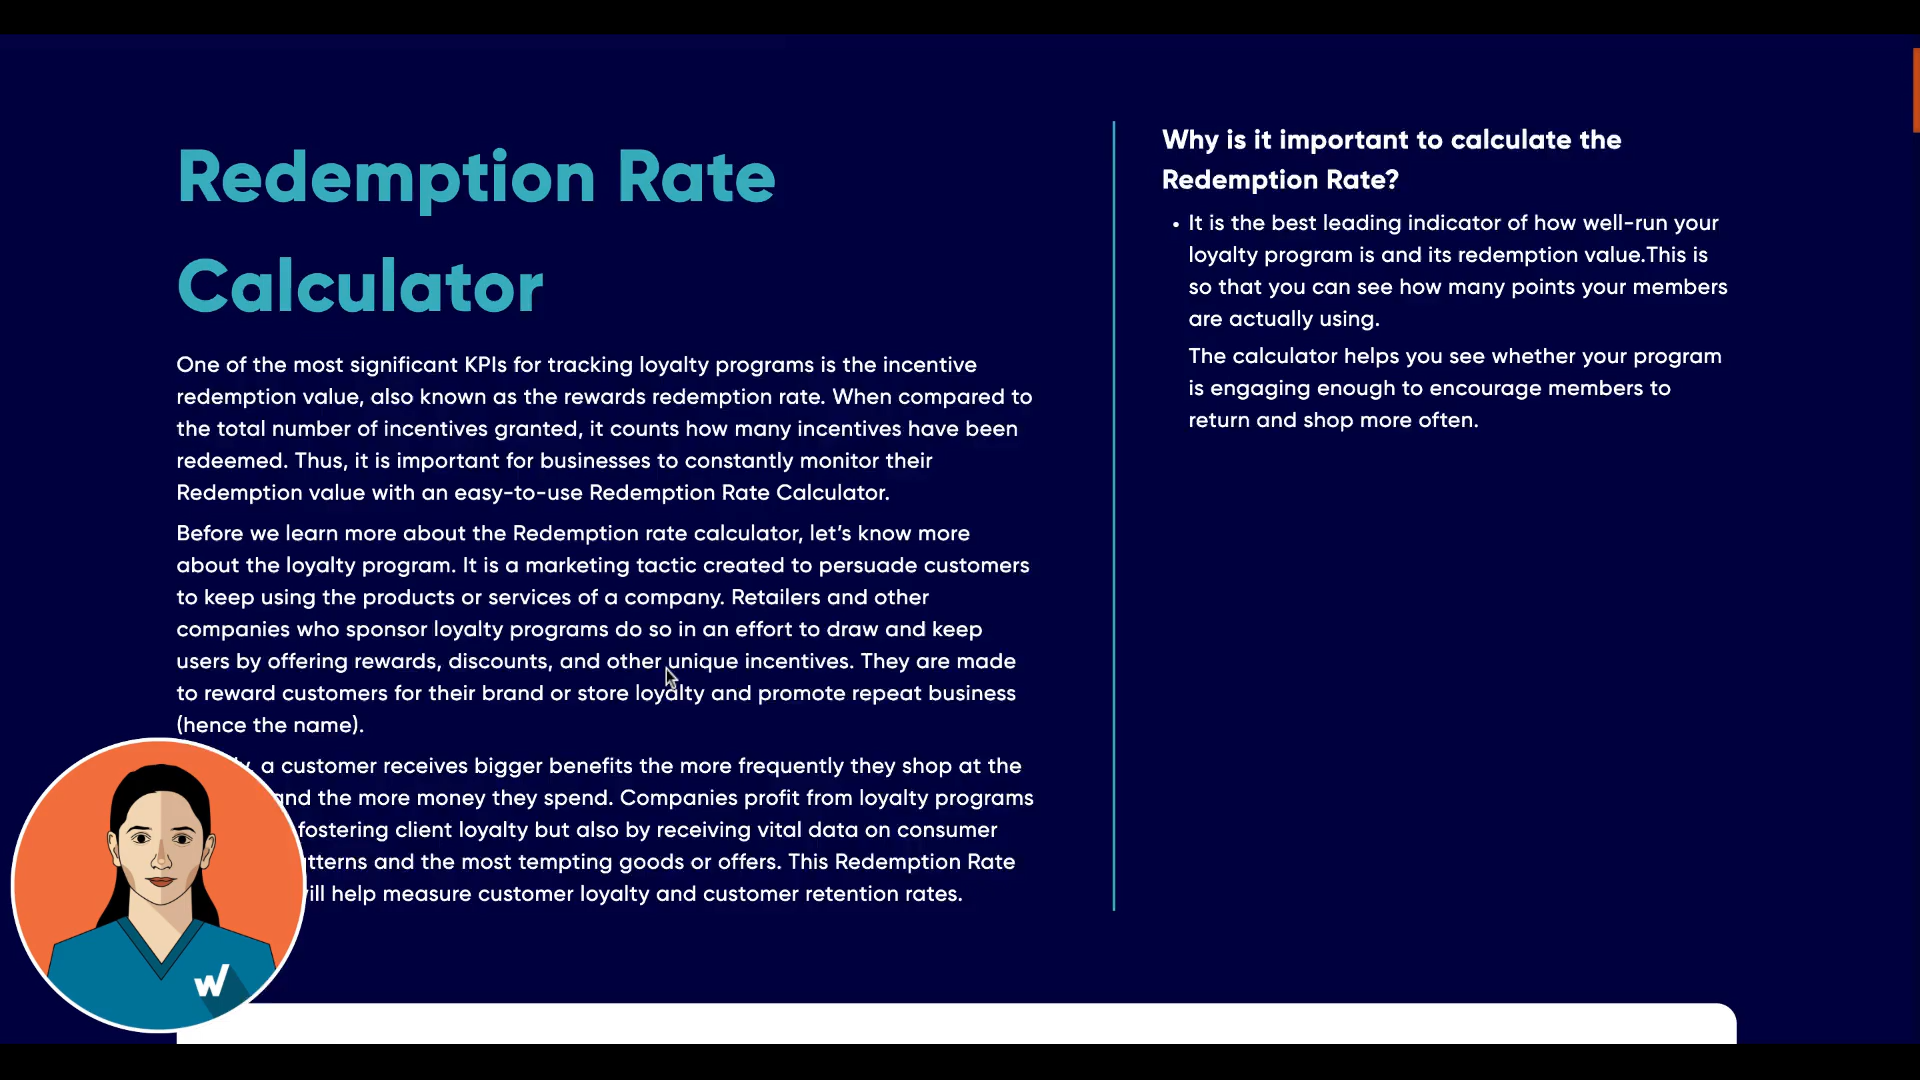 Redemption Rate
Calculator
One of the most significant KPIs for tracking loyalty programs is the incentive
redemption value, also known as the rewards redemption rate. When compared to
the total number of incentives granted, it counts how many incentives have been
redeemed. Thus, it is important for businesses to constantly monitor their
Redemption value with an easy-to-use Redemption Rate Calculator.
Before we learn more about the Redemption rate calculator, let’s know more
about the loyalty program. It is a marketing tactic created to persuade customers
to keep using the products or services of a company. Retailers and other
companies who sponsor loyalty programs do so in an effort to draw and keep
users by offering rewards, discounts, and other unique incentives. They are made
to reward customers for their brand or store loyalty and promote repeat business
(hence the name).
a customer receives bigger benefits the more frequently they shop at the
and the more money they spend. Companies profit from loyalty programs
fostering client loyalty but also by receiving vital data on consumer
and the most tempting goods or offers. This Redemption Rate
help measure customer loyalty and customer retention rates.
Why is it important to calculate the
Redemption Rate?
• It is the best leading indicator of how well-run your
loyalty program is and its redemption value.This is
so that you can see how many points your members
are actually using.
The calculator helps you see whether your program
is engaging enough to encourage members to
return and shop more often.
W